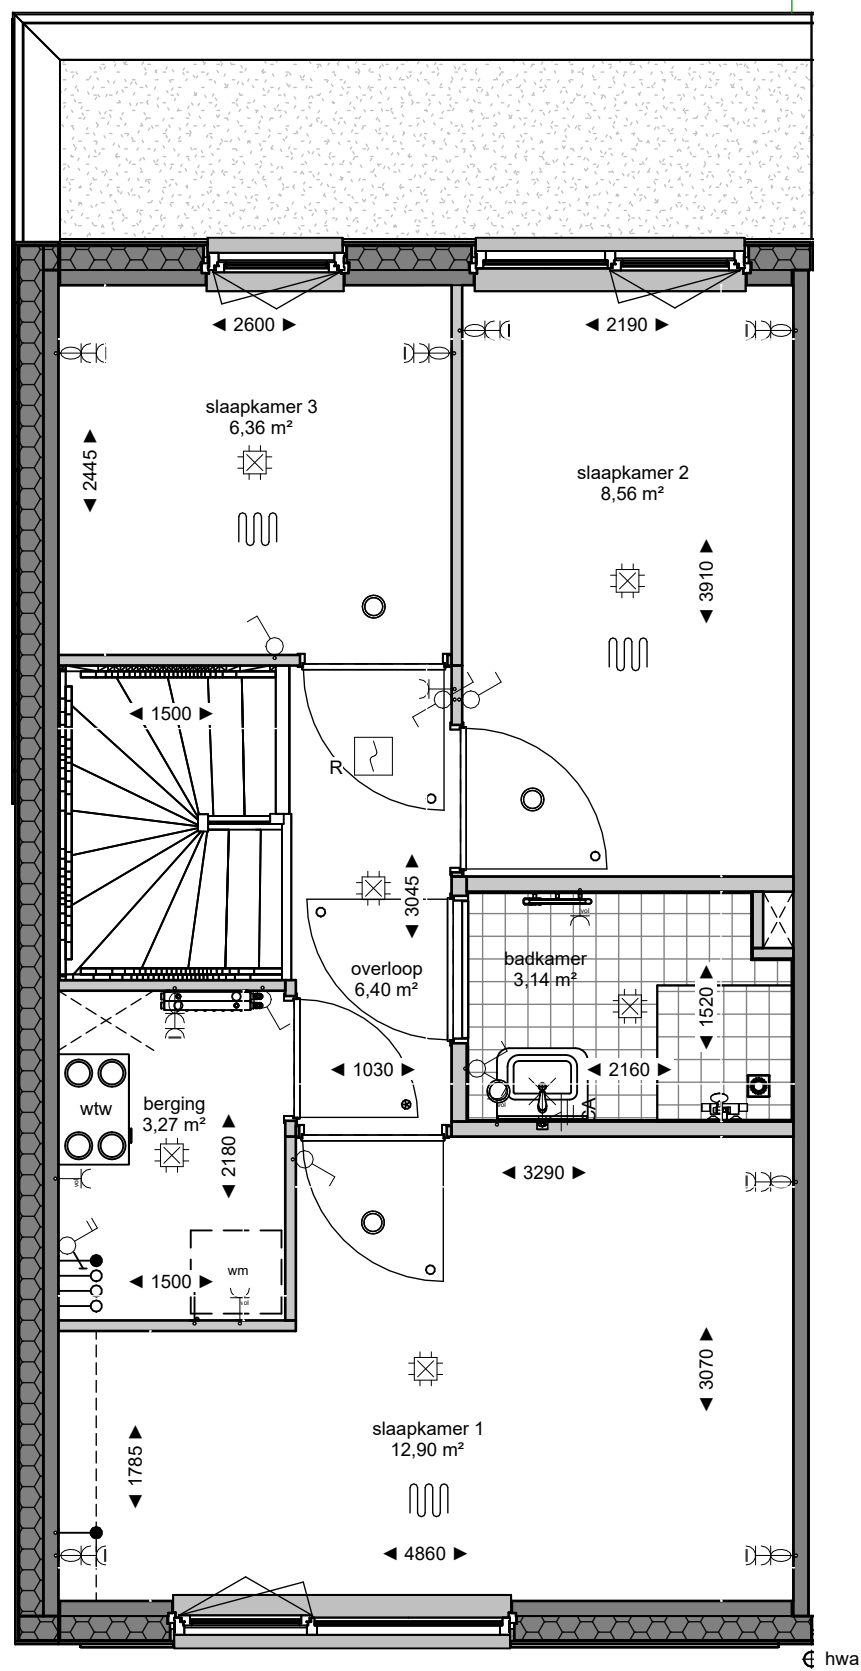 2600
2190
slaapkamer 3
6,36 m²
2445
slaapkamer 2
8,56 m²
3910
1500
R
3045
overloop
6,40 m²
badkamer
3,14 m²
1520
1030
2160
wtw
berging
3,27 m²
2180
3290
1500
wm
3070
slaapkamer 1
12,90 m²
1785
4860
hwa